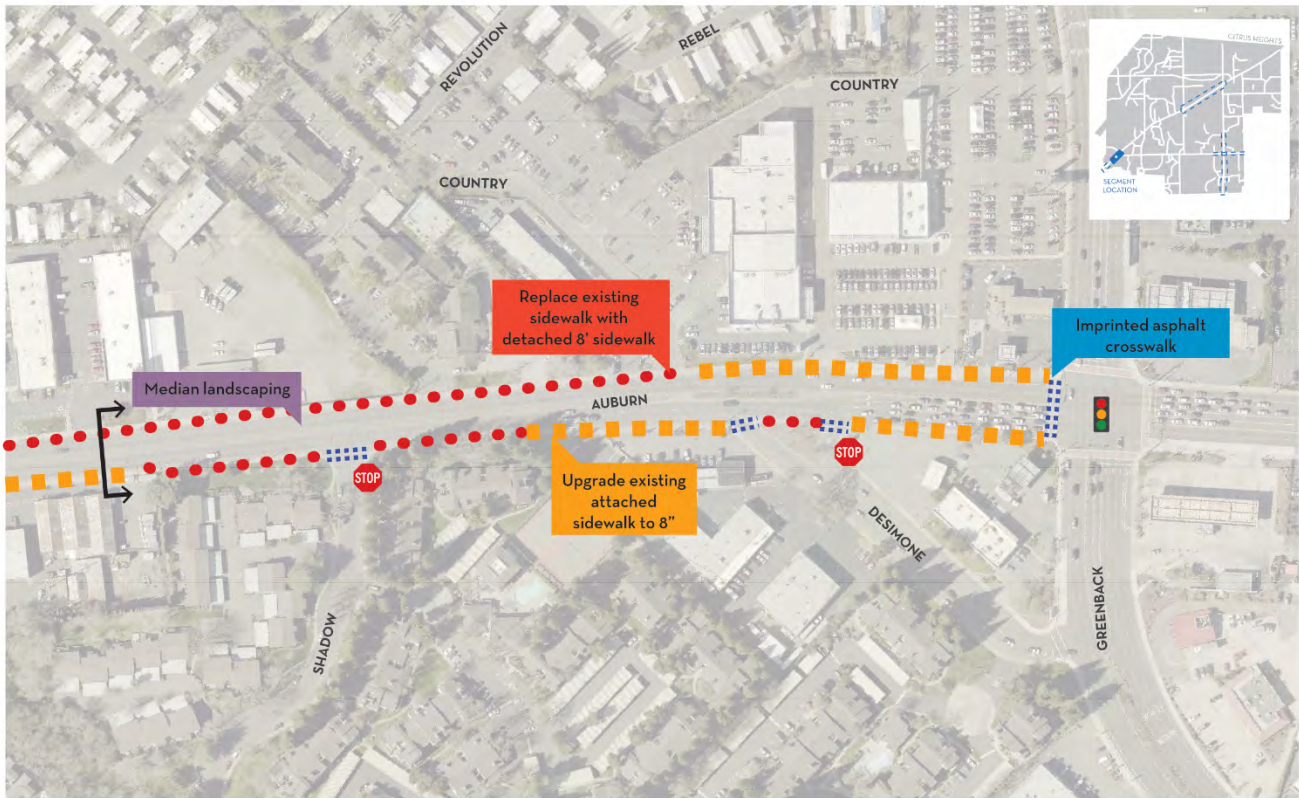 REVOLUTION
REBEL
COUNTRY
CITRUS HEIGHTS
SEGMENT
LOCATION
COUNTRY
Replace existing
sidewalk with
detached 8' sidewalk
Imprinted asphalt
crosswalk
Median landscaping
AUBURN
STOP
STOP
Upgrade existing
attached
sidewalk to 8"
DESIMONE
SHADOW
GREENBACK